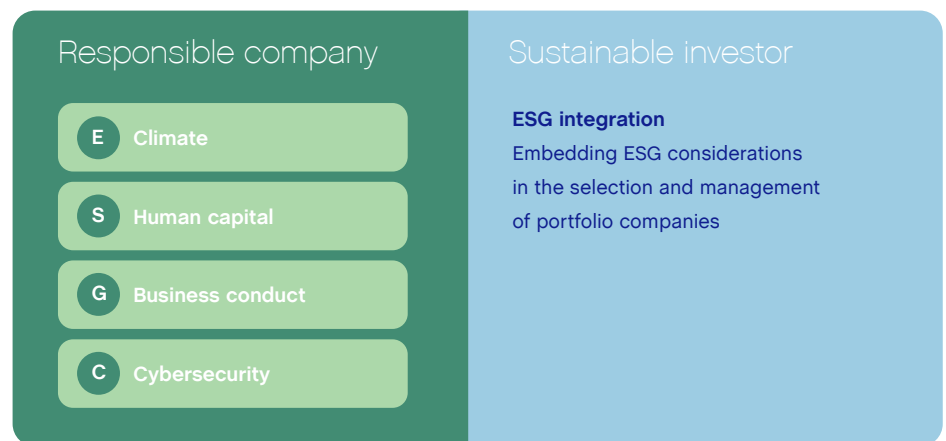 Responsible company
E Climate
S Human capital
G Business conduct
C Cybersecurity
Sustainable investor
ESG integration
Embedding ESG considerations
in the selection and management
of portfolio companies